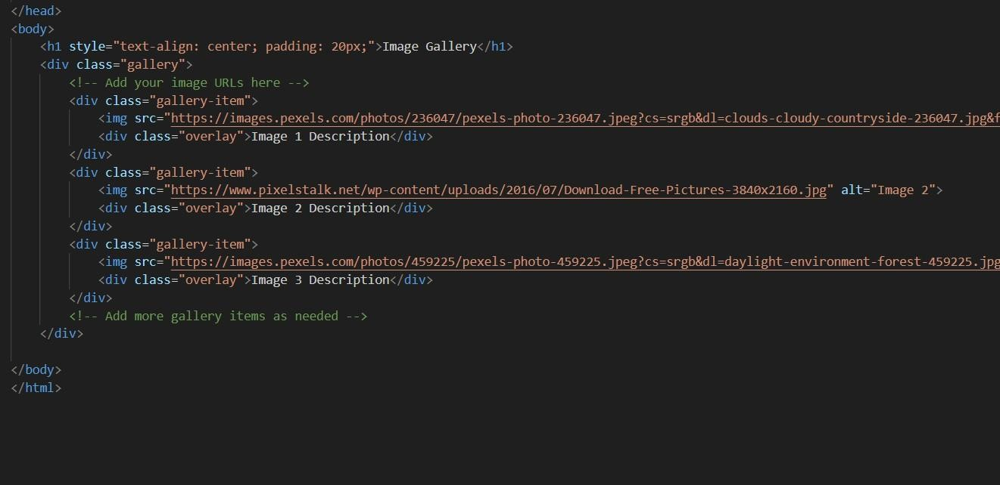 </head>
<body>
    <h1 style="text-align: center; padding: 20px;">Image Gallery</h1>
    <div class="gallery">
        <!-- Add your image URLs here -->
        <div class="gallery-item">
            <img src="https://images.pexels.com/photos/236047/pexels-photo-236047.jpeg?cs=srgb&dl=clouds-cloudy-countryside-236047.jpg&f
            <div class="overlay">Image 1 Description</div>
        </div>
        <div class="gallery-item">
            <img src="https://www.pixelstalk.net/wp-content/uploads/2016/07/Download-Free-Pictures-3840x2160.jpg" alt="Image 2">
            <div class="overlay">Image 2 Description</div>
        </div>
        <div class="gallery-item">
            <img src="https://images.pexels.com/photos/459225/pexels-photo-459225.jpeg?cs=srgb&dl=daylight-environment-forest-459225.jpg
            <div class="overlay">Image 3 Description</div>
        </div>
        <!-- Add more gallery items as needed -->
    </div>
</body>
</html>